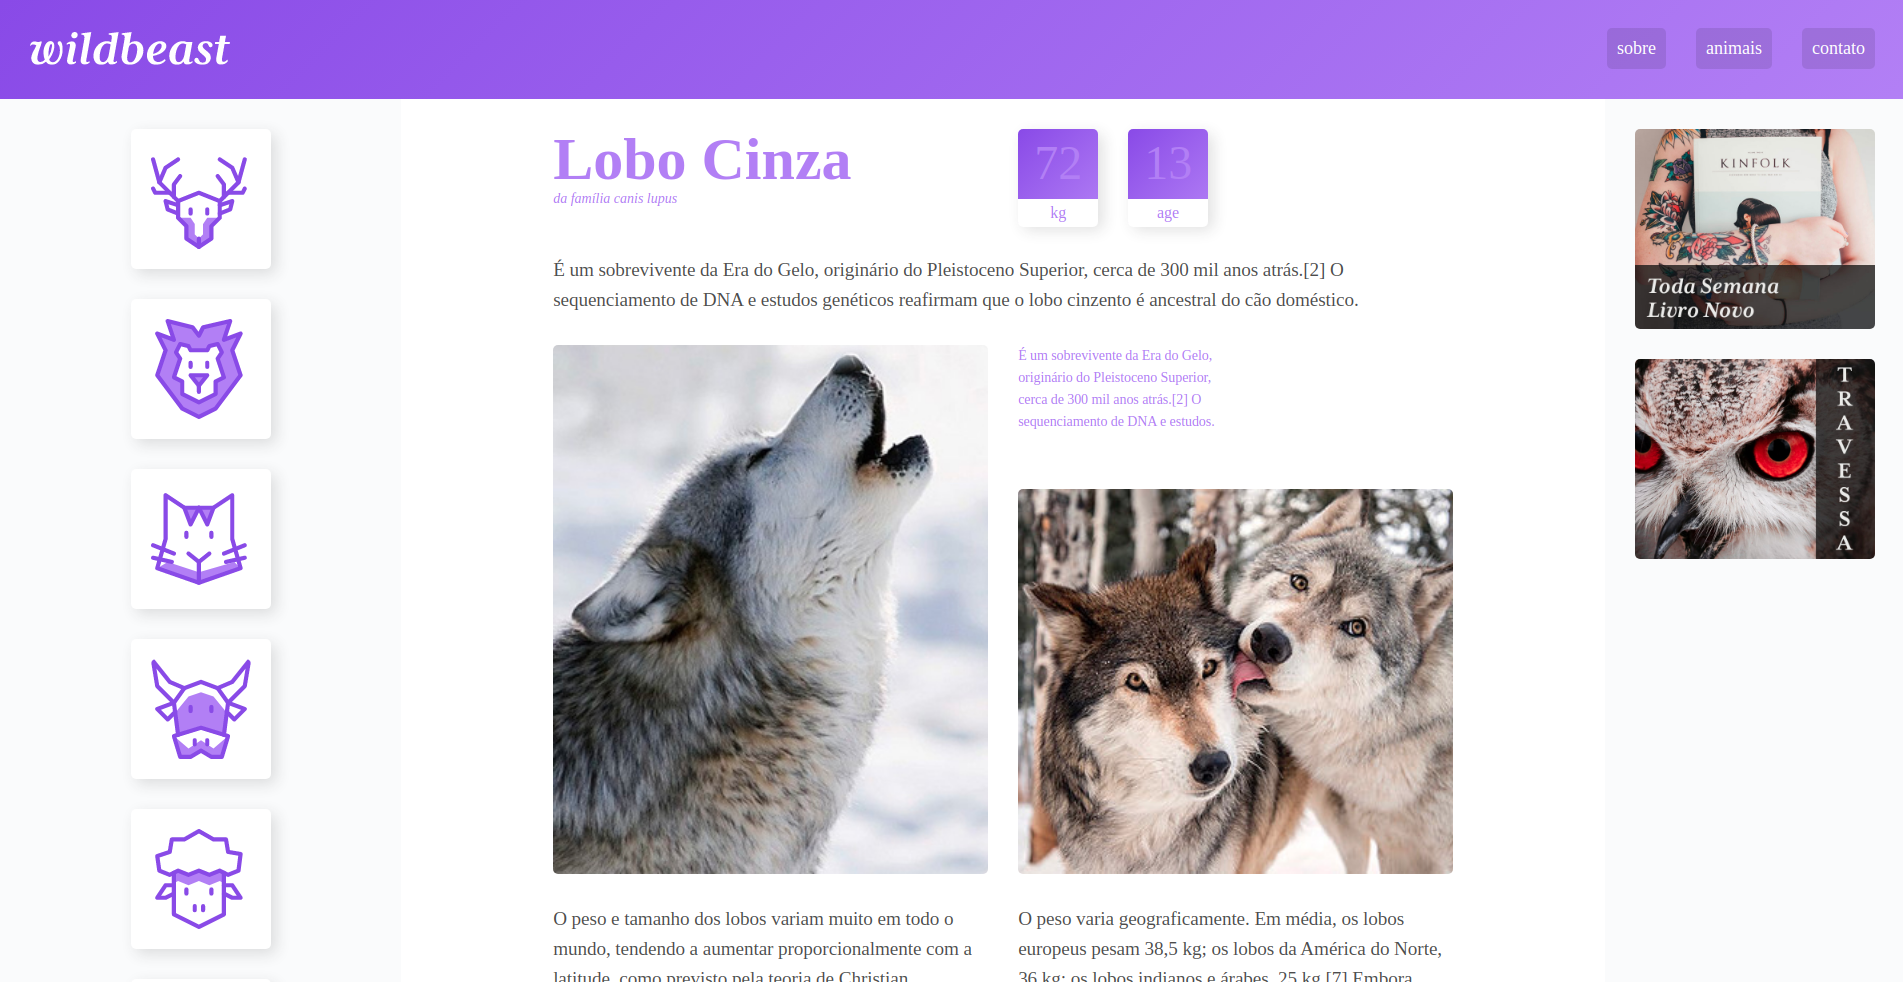 wildbeast
sobre
animais
contato
Lobo Cinza
da família canis lupus
72
kg
13
age
É um sobrevivente da Era do Gelo, originário do Pleistoceno Superior, cerca de 300 mil anos atrás.[2] O
sequenciamento de DNA e estudos genéticos reafirmam que o lobo cinzento é ancestral do cão doméstico.
É um sobrevivente da Era do Gelo,
originário do Pleistoceno Superior,
cerca de 300 mil anos atrás.[2] O
sequenciamento de DNA e estudos.
O peso e tamanho dos lobos variam muito em todo o
mundo, tendendo a aumentar proporcionalmente com a
latitude, como previsto pela teoria de Christian
O peso varia geograficamente. Em média, os lobos
europeus pesam 38,5 kg; os lobos da América do Norte,
36 kg; os lobos indianos e árabes, 25 kg.[7] Embora
KINFOLK
Toda Semana
Livro Novo
TRAVESSA